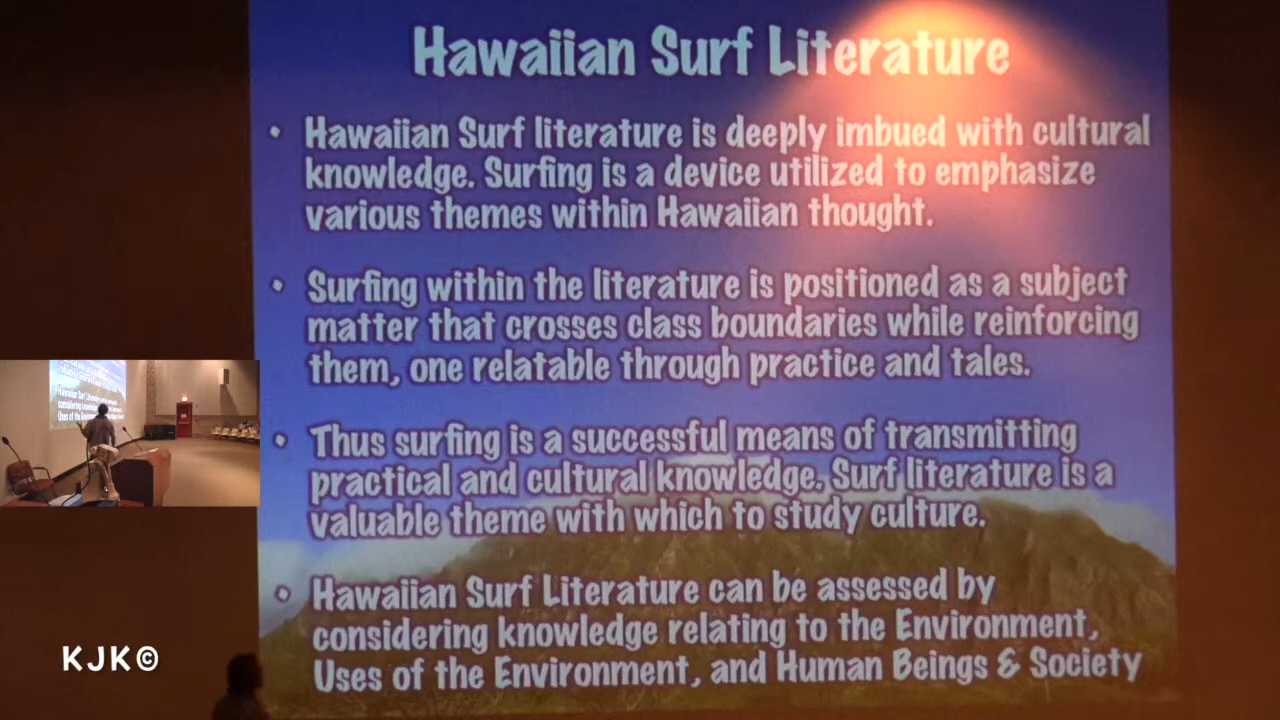 Hawaiian Surf Literature
• Hawaiian Surf literature is deeply imbued with cultural
knowledge. Surfing is a device utilized to emphasize
various themes within Hawaiian thought.
• Surfing within the literature is positioned as a subject
matter that crosses class boundaries while reinforcing
them, one relatable through practice and tales.
• Thus surfing is a successful means of transmitting
practical and cultural knowledge. Surf literature is a
valuable theme with which to study culture.
• Hawaiian Surf Literature can be assessed by
considering knowledge relating to the Environment,
Uses of the Environment, and Human Beings & Society
KJK©